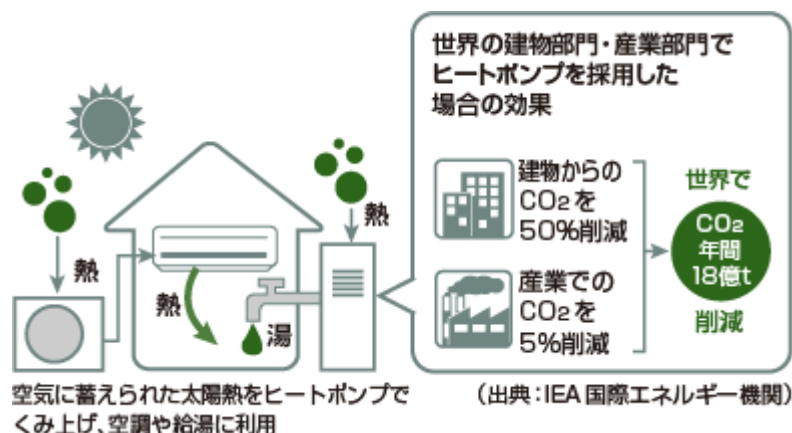 世界の建物部門・産業部門で
ヒートポンプを採用した
場合の効果
建物からの
CO2を
50%削減
産業での
CO2を
5%削減
世界で
CO2
年間
18億t
削減
熱
熱
熱
湯
空気に蓄えられた太陽熱をヒートポンプで
くみ上げ、空調や給湯に利用
（出典：IEA 国際エネルギー機関）